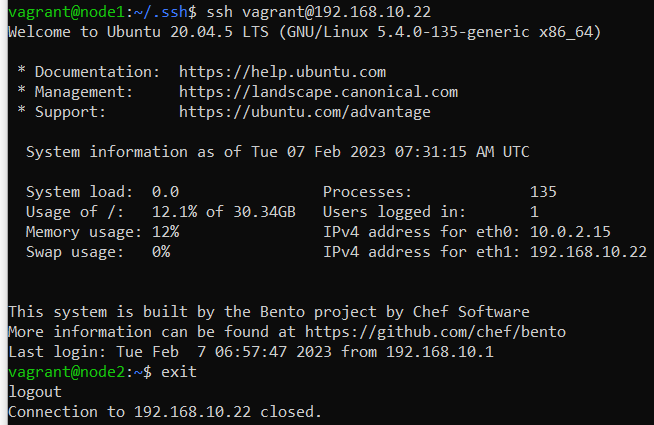 vagrant@node1:~/.ssh$ ssh vagrant@192.168.10.22
Welcome to Ubuntu 20.04.5 LTS (GNU/Linux 5.4.0-135-generic x86_64)
* Documentation:  https://help.ubuntu.com
* Management:     https://landscape.canonical.com
* Support:        https://ubuntu.com/advantage
System information as of Tue 07 Feb 2023 07:31:15 AM UTC
System load:  0.0                Processes:             135
Usage of /:   12.1% of 30.34GB   Users logged in:       1
Memory usage: 12%                IPv4 address for eth0: 10.0.2.15
Swap usage:   0%                 IPv4 address for eth1: 192.168.10.22
This system is built by the Bento project by Chef Software
More information can be found at https://github.com/chef/bento
Last login: Tue Feb  7 06:57:47 2023 from 192.168.10.1
vagrant@node2:~$ exit
logout
Connection to 192.168.10.22 closed.